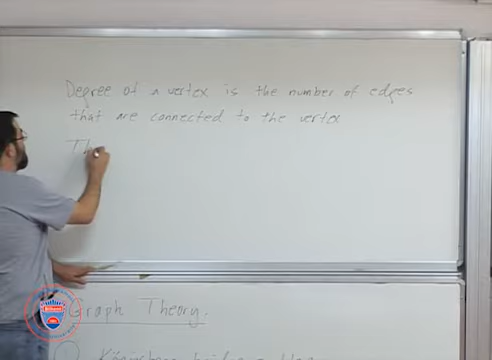 Degree of a vertex is the number of edges
that are connected to the vertex
Th
Graph Theory.
① Königsberg bridge